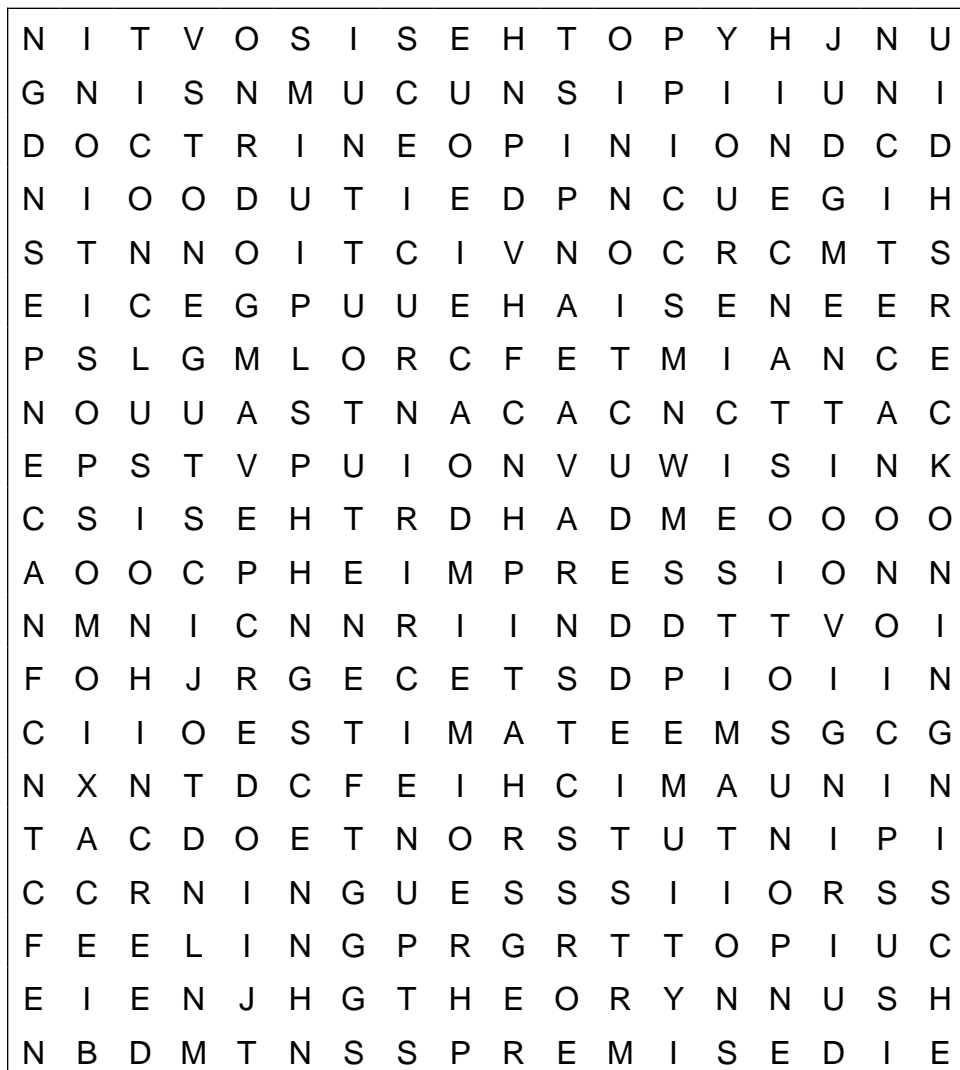 N I T V O S I S E H T O P Y H J N U
G N I S N M U C U N S I P I I U N I
D O C T R I N E O P I N I O N D C D
N I O O D U T I E D P N C U E G I H
S T N N O I T C I V N O C R C M T S
E I C E G P U U E H A I S E N E E R
P S L G M L O R C F E T M I A N C E
N O U U A S T N A C A C N C T T A C
E P S T V P U I O N V U W I S I N K
C S I S E H T R D H A D M E O O O O
A O O C P H E I M P R E S S I O N N
N M N I C N N R I I N D D T T V O I
F O H J R G E C E T S D P I O I I N
C I I O E S T I M A T E E M S G C G
N X N T D C F E I H C I M A U N I N
T A C D O E T N O R S T U T N I P I
C C R N I N G U E S S S I I O R S S
F E E L I N G P R G R T T O P I U C
E I E N J H G T H E O R Y N N U S H
N B D M T N S S P R E M I S E D I E